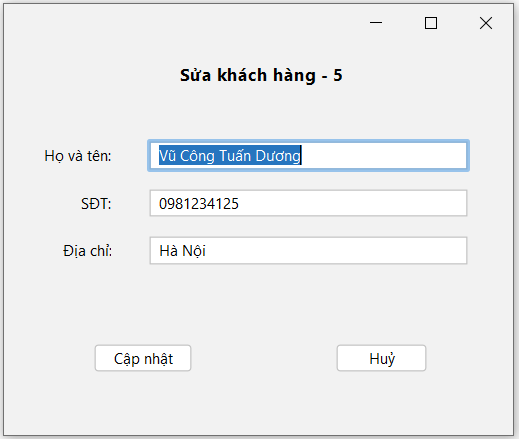 Sửa khách hàng - 5
Họ và tên: Vũ Công Tuấn Dương
SĐT: 0981234125
Địa chỉ: Hà Nội
Cập nhật Huỷ